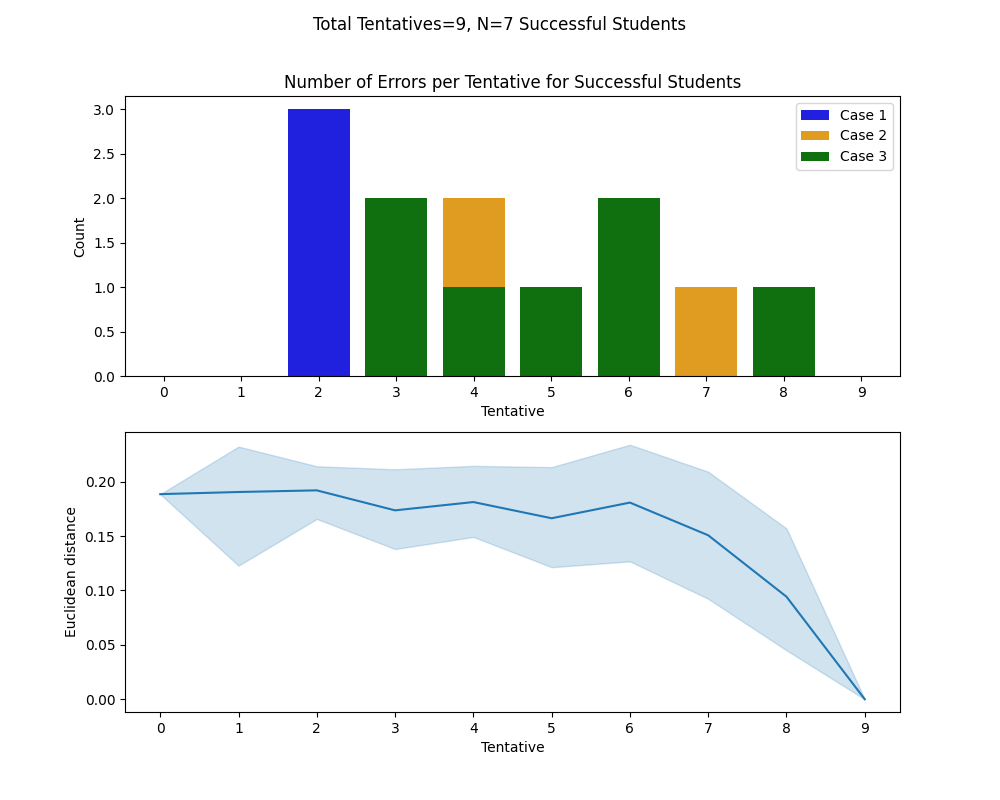 Total Tentatives=9, N=7 Successful Students
Number of Errors per Tentative for Successful Students
3.0
2.5
2.0
1.5
1.0
0.5
0.0
Count
Case 1
Case 2
Case 3
0 1 2 3 4 5 6 7 8 9
Tentative
0.20
0.15
0.10
0.05
0.00
Euclidean distance
0 1 2 3 4 5 6 7 8 9
Tentative